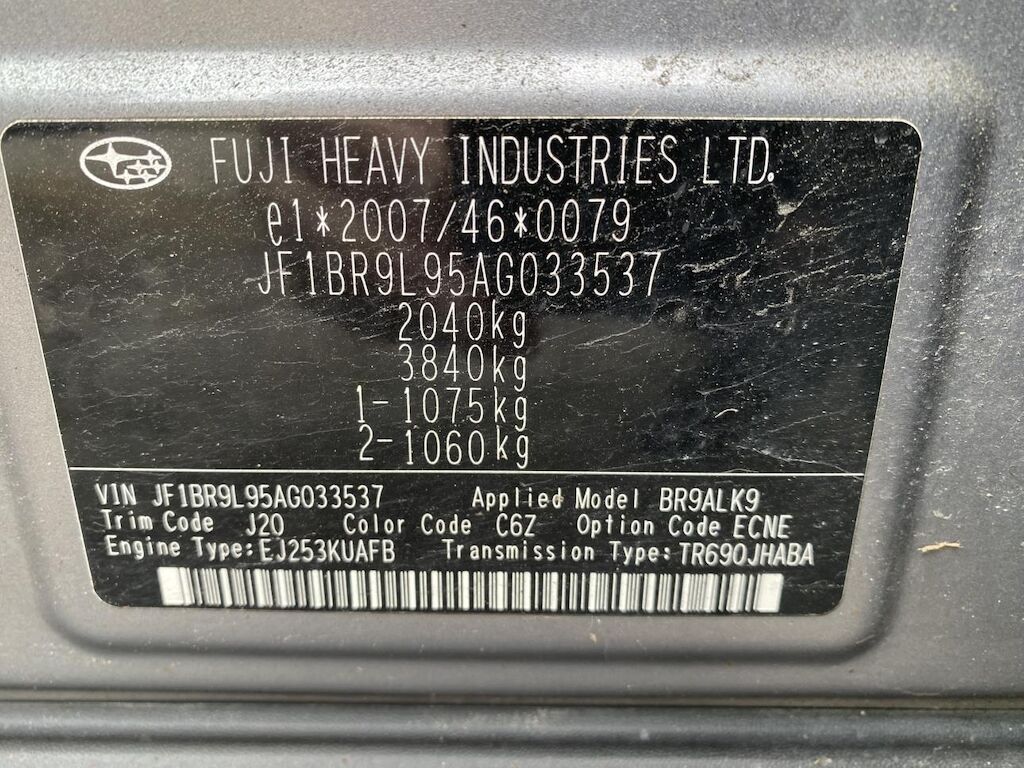 FUJI HEAVY INDUSTRIES LTD.
e1*2007/46*0079
JF1BR9L95AG033537
2040kg
3840kg
1-1075kg
2-1060kg
VIN JF1BR9L95AG033537 Applied Model BR9ALK9
Trim Code J20 Color Code C6Z Option Code ECNE
Engine Type:EJ253KUAFB Transmission Type:TR690JHABA